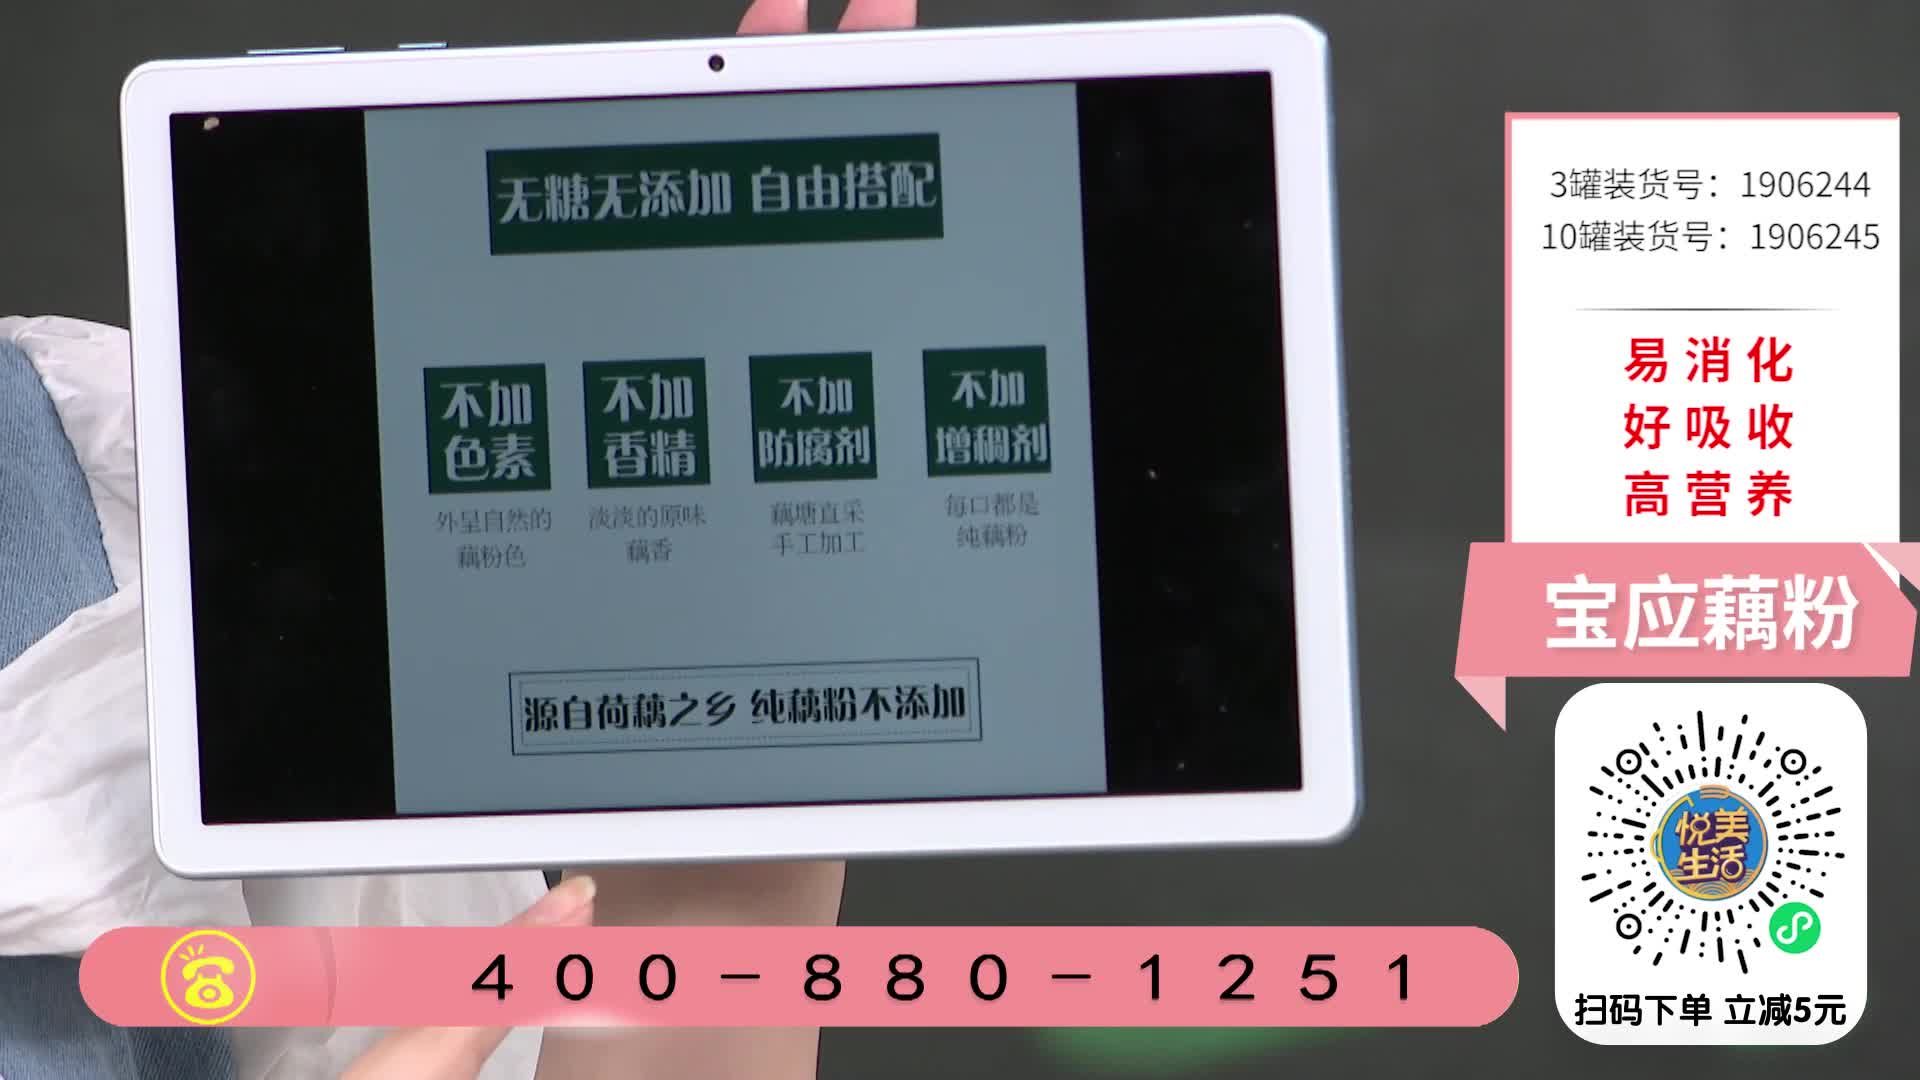 无糖无添加 自由搭配
不加
色素
外呈自然的
藕粉色
不加
香精
淡淡的原味
藕香
不加
防腐剂
藕塘直采
手工加工
不加
增稠剂
每口都是
纯藕粉
源自荷藕之乡 纯藕粉不添加
3罐装货号：1906244
10罐装货号：1906245
易消化
好吸收
高营养
宝应藕粉
悦美
生活
扫码下单 立减5元
400-880-1251